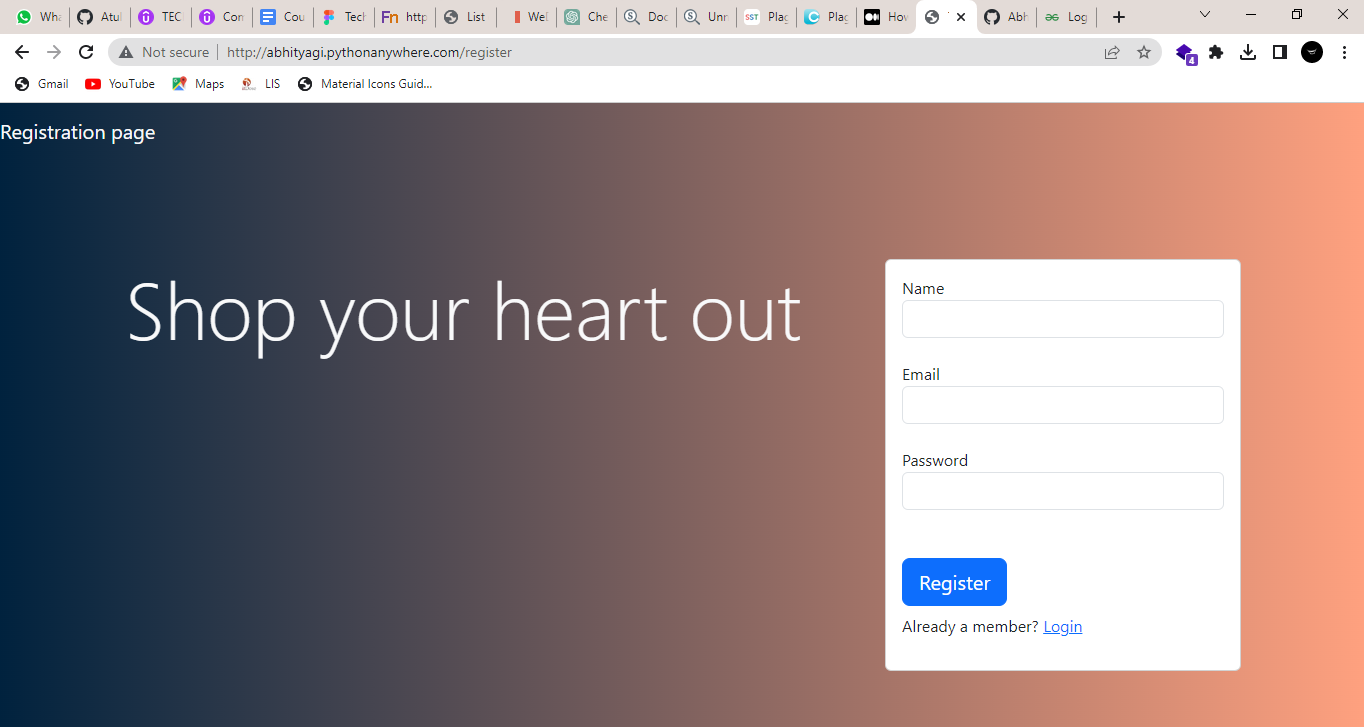 Wha
Atul
TEC
Con
Cou
Tech
http
List
Wel
Che
Doc
Unr
SST
Plag
Plag
How
Abh
Log
Not secure
http://abhityagi.pythonanywhere.com/register
4
Gmail
YouTube
Maps
LIS
Material Icons Guid...
Registration page
Shop your heart out
Name
Email
Password
Register
Already a member? Login